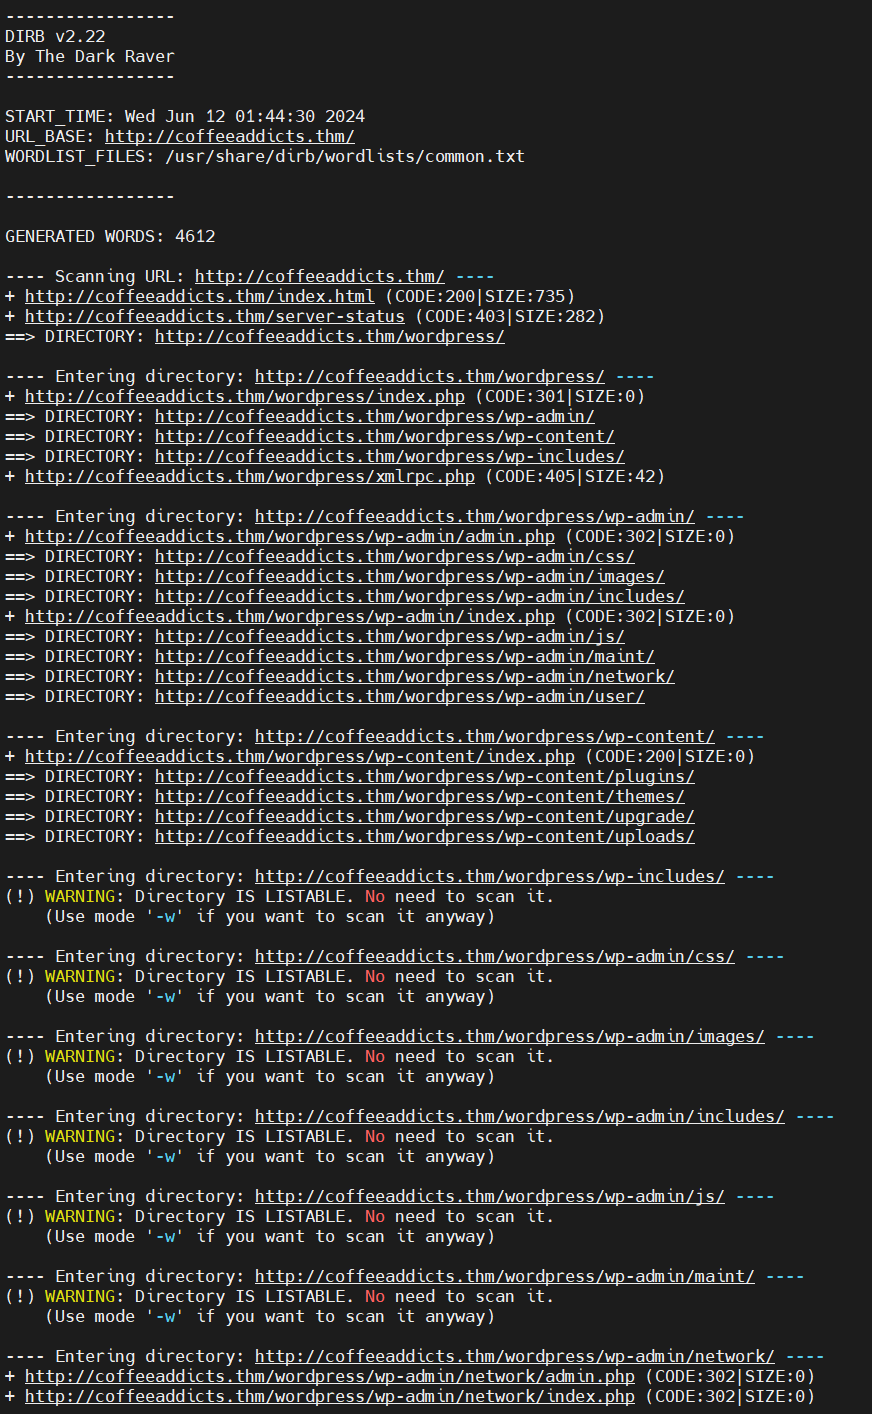 -----------------
DIRB v2.22
By The Dark Raver
-----------------
START_TIME: Wed Jun 12 01:44:30 2024
URL_BASE: http://coffeeaddicts.thm/
WORDLIST_FILES: /usr/share/dirb/wordlists/common.txt
-----------------
GENERATED WORDS: 4612
---- Scanning URL: http://coffeeaddicts.thm/ ----
+ http://coffeeaddicts.thm/index.html (CODE:200|SIZE:735)
+ http://coffeeaddicts.thm/server-status (CODE:403|SIZE:282)
==> DIRECTORY: http://coffeeaddicts.thm/wordpress/
---- Entering directory: http://coffeeaddicts.thm/wordpress/ ----
+ http://coffeeaddicts.thm/wordpress/index.php (CODE:301|SIZE:0)
==> DIRECTORY: http://coffeeaddicts.thm/wordpress/wp-admin/
==> DIRECTORY: http://coffeeaddicts.thm/wordpress/wp-content/
==> DIRECTORY: http://coffeeaddicts.thm/wordpress/wp-includes/
+ http://coffeeaddicts.thm/wordpress/xmlrpc.php (CODE:405|SIZE:42)
---- Entering directory: http://coffeeaddicts.thm/wordpress/wp-admin/ ----
+ http://coffeeaddicts.thm/wordpress/wp-admin/admin.php (CODE:302|SIZE:0)
==> DIRECTORY: http://coffeeaddicts.thm/wordpress/wp-admin/css/
==> DIRECTORY: http://coffeeaddicts.thm/wordpress/wp-admin/images/
==> DIRECTORY: http://coffeeaddicts.thm/wordpress/wp-admin/includes/
+ http://coffeeaddicts.thm/wordpress/wp-admin/index.php (CODE:302|SIZE:0)
==> DIRECTORY: http://coffeeaddicts.thm/wordpress/wp-admin/js/
==> DIRECTORY: http://coffeeaddicts.thm/wordpress/wp-admin/maint/
==> DIRECTORY: http://coffeeaddicts.thm/wordpress/wp-admin/network/
==> DIRECTORY: http://coffeeaddicts.thm/wordpress/wp-admin/user/
---- Entering directory: http://coffeeaddicts.thm/wordpress/wp-content/ ----
+ http://coffeeaddicts.thm/wordpress/wp-content/index.php (CODE:200|SIZE:0)
==> DIRECTORY: http://coffeeaddicts.thm/wordpress/wp-content/plugins/
==> DIRECTORY: http://coffeeaddicts.thm/wordpress/wp-content/themes/
==> DIRECTORY: http://coffeeaddicts.thm/wordpress/wp-content/upgrade/
==> DIRECTORY: http://coffeeaddicts.thm/wordpress/wp-content/uploads/
---- Entering directory: http://coffeeaddicts.thm/wordpress/wp-includes/ ----
(!) WARNING: Directory IS LISTABLE. No need to scan it.
(Use mode '-w' if you want to scan it anyway)
---- Entering directory: http://coffeeaddicts.thm/wordpress/wp-admin/css/ ----
(!) WARNING: Directory IS LISTABLE. No need to scan it.
(Use mode '-w' if you want to scan it anyway)
---- Entering directory: http://coffeeaddicts.thm/wordpress/wp-admin/images/ ----
(!) WARNING: Directory IS LISTABLE. No need to scan it.
(Use mode '-w' if you want to scan it anyway)
---- Entering directory: http://coffeeaddicts.thm/wordpress/wp-admin/includes/ ----
(!) WARNING: Directory IS LISTABLE. No need to scan it.
(Use mode '-w' if you want to scan it anyway)
---- Entering directory: http://coffeeaddicts.thm/wordpress/wp-admin/js/ ----
(!) WARNING: Directory IS LISTABLE. No need to scan it.
(Use mode '-w' if you want to scan it anyway)
---- Entering directory: http://coffeeaddicts.thm/wordpress/wp-admin/maint/ ----
(!) WARNING: Directory IS LISTABLE. No need to scan it.
(Use mode '-w' if you want to scan it anyway)
---- Entering directory: http://coffeeaddicts.thm/wordpress/wp-admin/network/ ----
+ http://coffeeaddicts.thm/wordpress/wp-admin/network/admin.php (CODE:302|SIZE:0)
+ http://coffeeaddicts.thm/wordpress/wp-admin/network/index.php (CODE:302|SIZE:0)